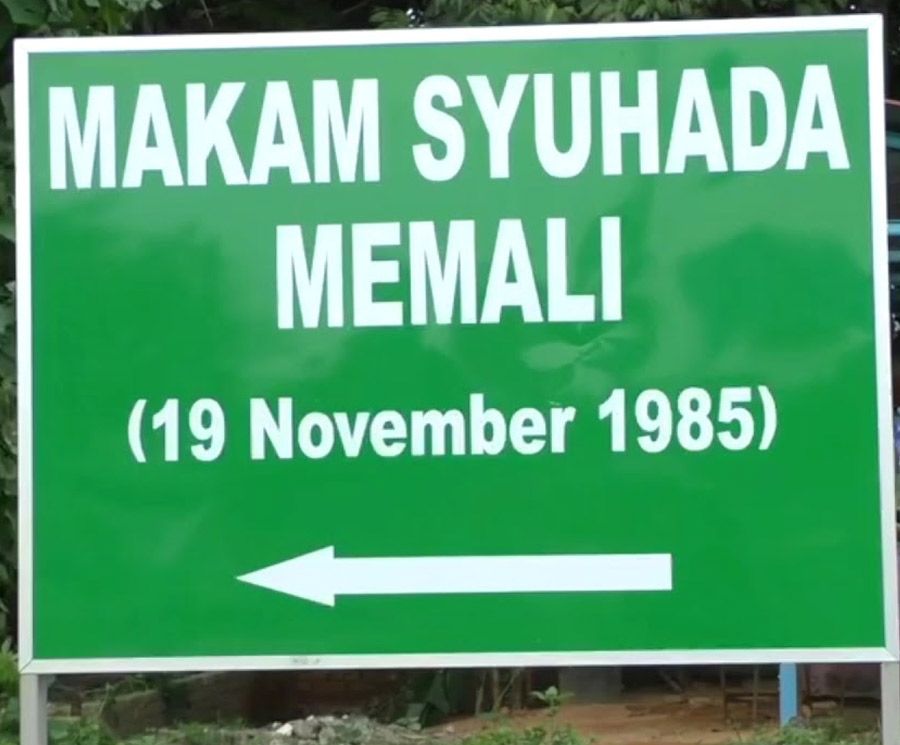 MAKAM SYUHADA
MEMALI
(19 November 1985)